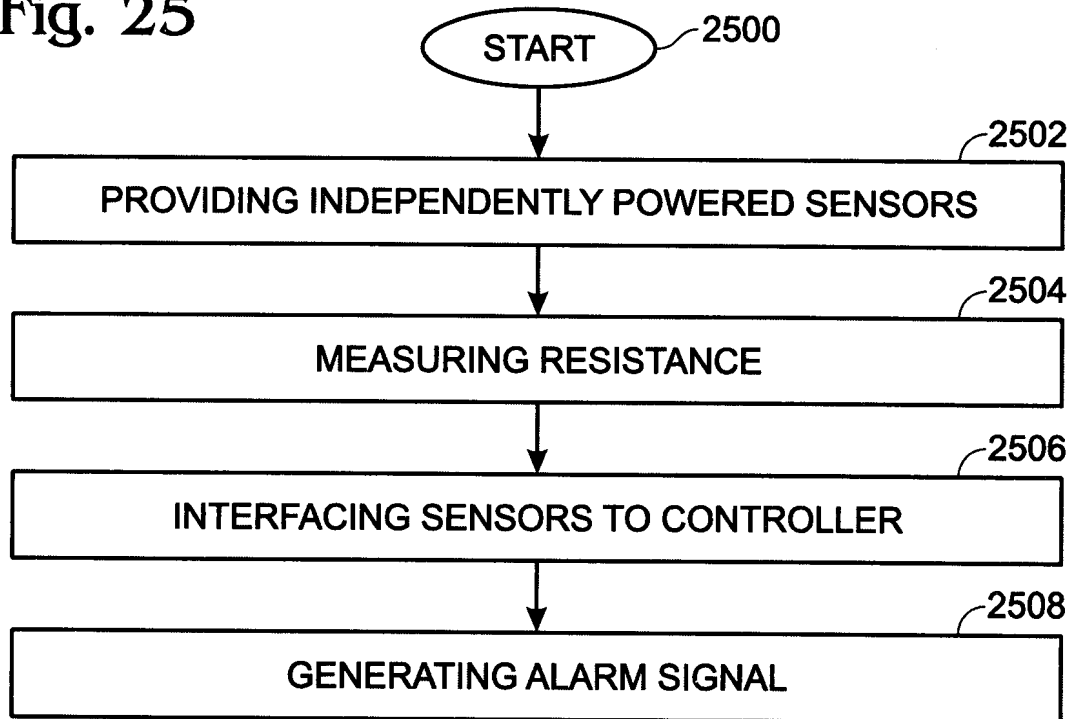 Fig. 25
START
2500
2502
PROVIDING INDEPENDENTLY POWERED SENSORS
2504
MEASURING RESISTANCE
2506
INTERFACING SENSORS TO CONTROLLER
2508
GENERATING ALARM SIGNAL